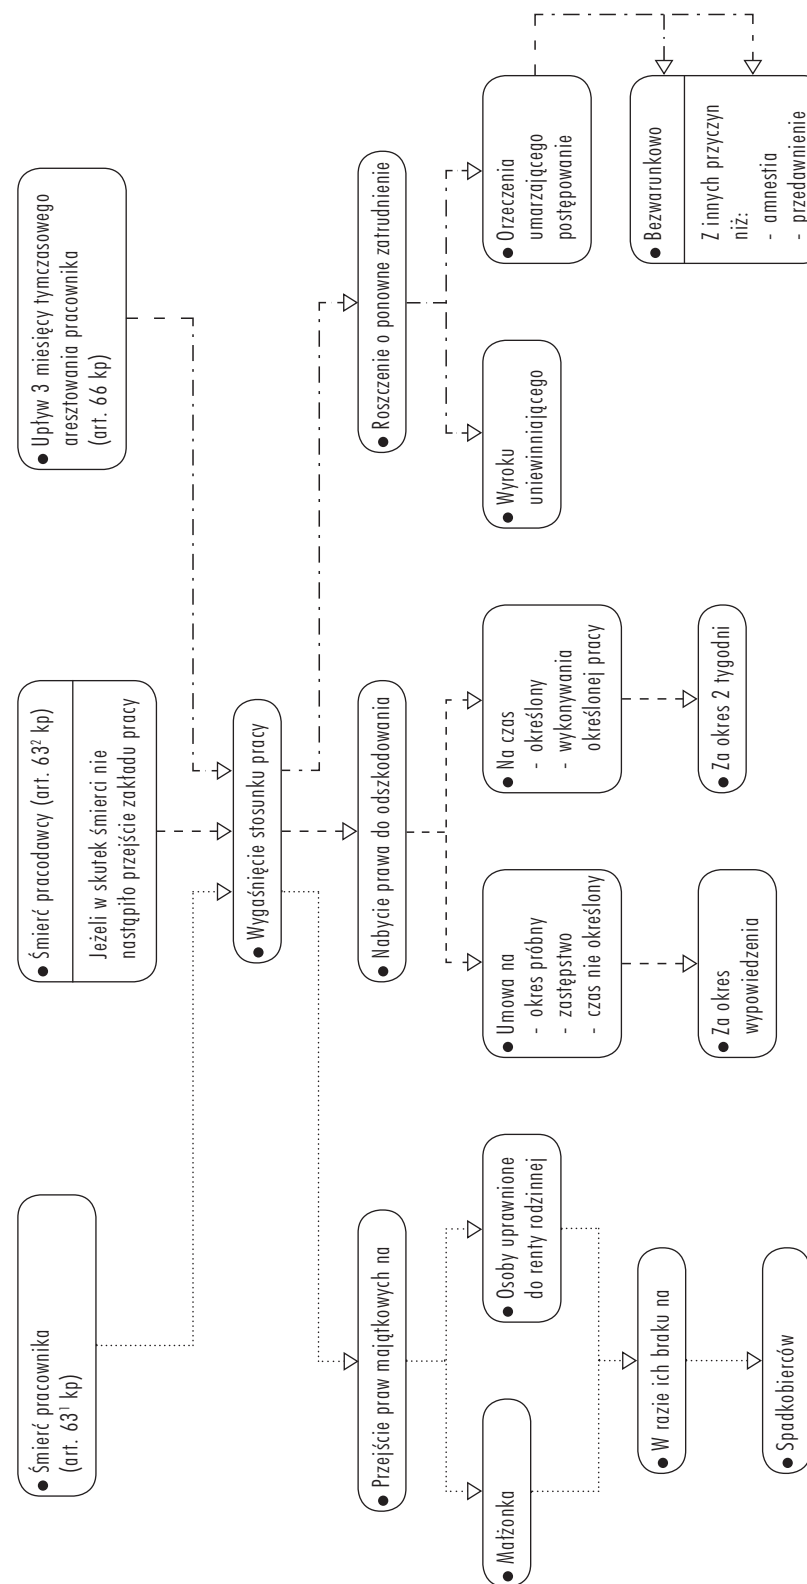 ● Śmierć pracownika
(art. 63¹ kp)
● Śmierć pracodawcy (art. 63² kp)
Jeżeli w skutek śmierci nie
nastąpiło przejście zakładu pracy
● Upływ 3 miesięcy tymczasowego
aresztowania pracownika
(art. 66 kp)
● Wygaśnięcie stosunku pracy
● Przejście praw majątkowych na
● Nabycie prawa do odszkodowania
● Roszczenie o ponowne zatrudnienie
● Małżonka
● Osoby uprawnione
do renty rodzinnej
● Umowa na
- okres próbny
- zastępstwo
- czas nie określony
● Na czas
- określony
- wykonywania
określonej pracy
● Wyroku
uniewinniającego
● Orzeczenia
umarzającego
postępowanie
● W razie ich braku na
● Za okres
wypowiedzenia
● Za okres 2 tygodni
● Bezwarunkowo
Z innych przyczyn
niż:
- amnestia
- przedawnienie
● Spadkobierców